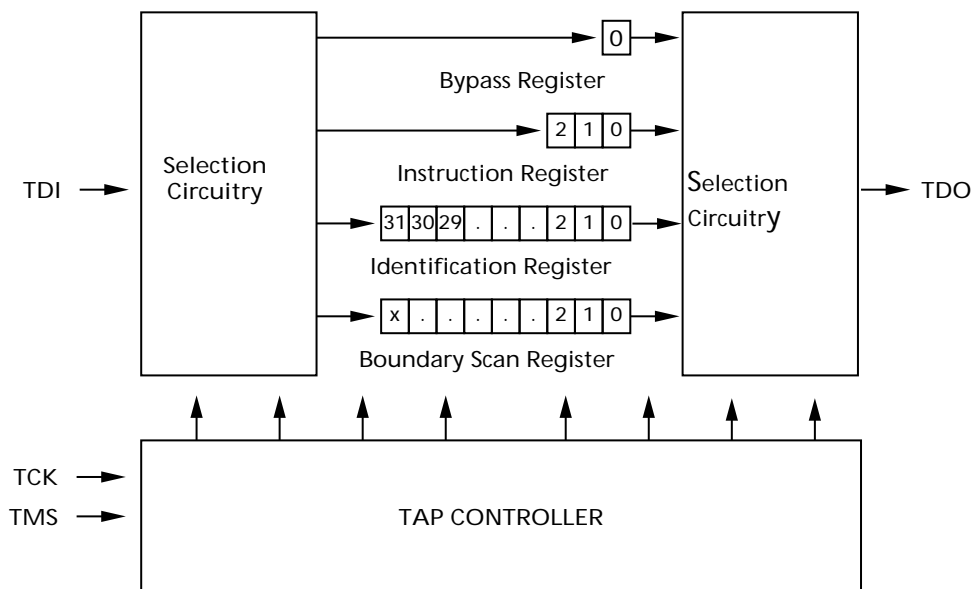 0
Bypass Register
2 1 0
Selection
Circuitry
Instruction Register
Selection
Circuitry
TDI
TDO
31 30 29 . . . 2 1 0
Identification Register
x . . . . . 2 1 0
Boundary Scan Register
TCK
TMS
TAP CONTROLLER